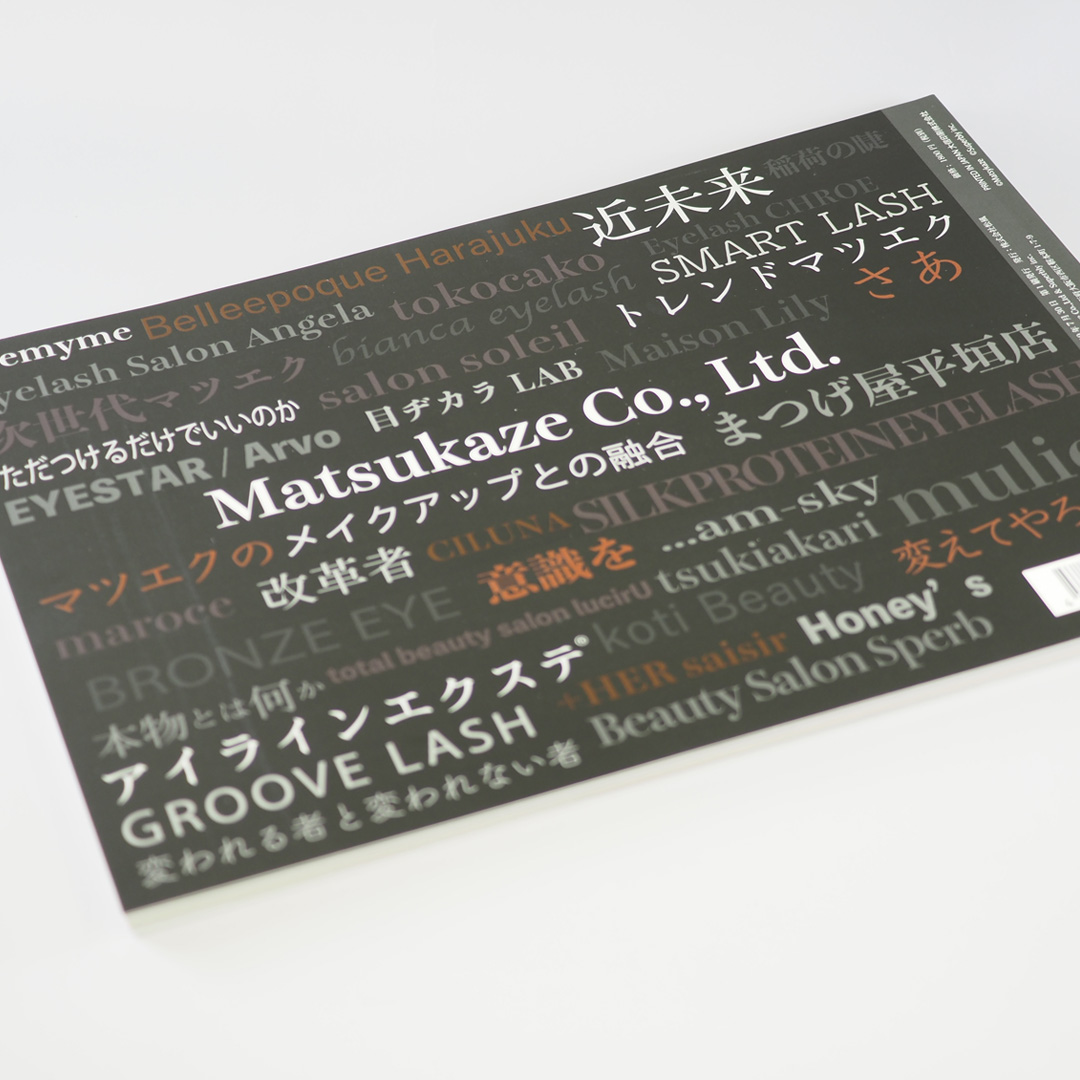 稲荷の睫
近未来
Eyelash CHROE
Belleepoque Harajuku
SMART LASH
emyme
tokocako
トレンドマツエク
yelash Salon Angela
bianca eyelash
さあ
次世代マツエク
salon soleil
Maison Lily
ただつけるだけでいいのか
目ヂカラ LAB
EYESTAR / Arvo
Matsukaze Co., Ltd.
まつげ屋平垣店
メイクアップとの融合
SILKPROTEINEYELASH
マツエクの
CILUNA
...am-sky
mulic
改革者
意識を
tsukiakari
変えてやろ
maroce
BRONZE EYE
total beauty salon lucirU
koti Beauty
Honey's
本物とは何か
+HER saisir
アイラインエクステ®
Beauty Salon Sperb
GROOVE LASH
変われる者と変われない者